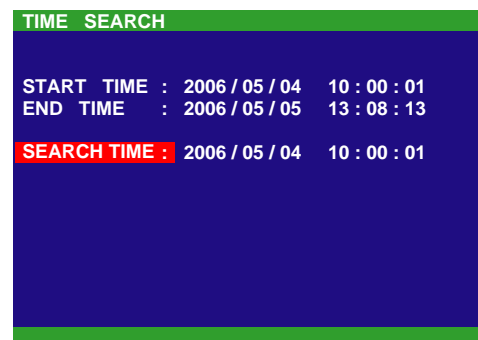 TIME SEARCH
START TIME : 2006 / 05 / 04 10 : 00 : 01
END TIME : 2006 / 05 / 05 13 : 08 : 13
SEARCH TIME : 2006 / 05 / 04 10 : 00 : 01